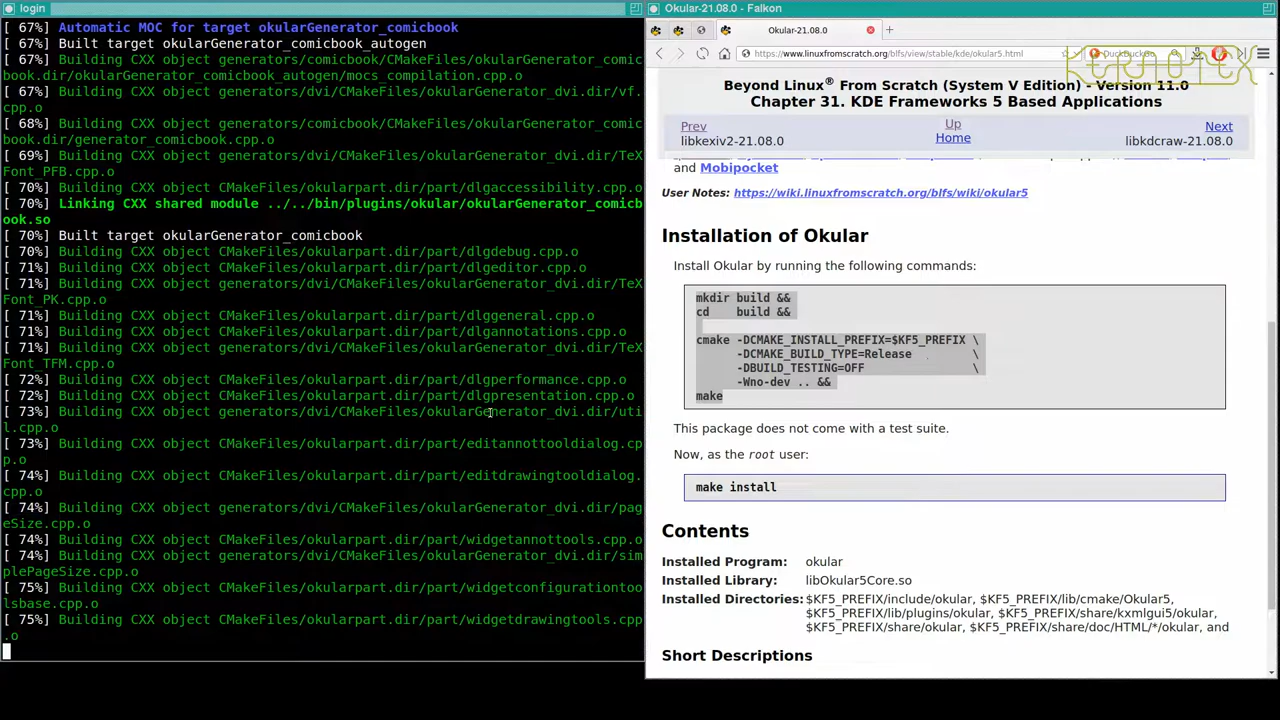 login
[ 67%] Automatic MOC for target okularGenerator_comicbook
[ 67%] Built target okularGenerator_comicbook_autogen
[ 67%] Building CXX object generators/comicbook/CMakeFiles/okularGenerator_comic
book.dir/okularGenerator_comicbook_autogen/mocs_compilation.cpp.o
[ 67%] Building CXX object generators/dvi/CMakeFiles/okularGenerator_dvi.dir/vf.
cpp.o
[ 68%] Building CXX object generators/comicbook/CMakeFiles/okularGenerator_comic
book.dir/generator_comicbook.cpp.o
[ 69%] Building CXX object generators/dvi/CMakeFiles/okularGenerator_dvi.dir/TeX
Font_PFB.cpp.o
[ 70%] Building CXX object CMakeFiles/okularpart.dir/part/dlgaccessibility.cpp.o
[ 70%] Linking CXX shared module ../../bin/plugins/okular/okularGenerator_comicb
ook.so
[ 70%] Built target okularGenerator_comicbook
[ 70%] Building CXX object CMakeFiles/okularpart.dir/part/dlgdebug.cpp.o
[ 71%] Building CXX object CMakeFiles/okularpart.dir/part/dlgeditor.cpp.o
[ 71%] Building CXX object generators/dvi/CMakeFiles/okularGenerator_dvi.dir/TeX
Font_PK.cpp.o
[ 71%] Building CXX object CMakeFiles/okularpart.dir/part/dlggeneral.cpp.o
[ 71%] Building CXX object CMakeFiles/okularpart.dir/part/dlgannotations.cpp.o
[ 71%] Building CXX object generators/dvi/CMakeFiles/okularGenerator_dvi.dir/TeX
Font_TFM.cpp.o
[ 72%] Building CXX object CMakeFiles/okularpart.dir/part/dlgperformance.cpp.o
[ 72%] Building CXX object CMakeFiles/okularpart.dir/part/dlgpresentation.cpp.o
[ 73%] Building CXX object generators/dvi/CMakeFiles/okularGenerator_dvi.dir/uti
l.cpp.o
[ 73%] Building CXX object CMakeFiles/okularpart.dir/part/editannottooldialog.cp
p.o
[ 74%] Building CXX object CMakeFiles/okularpart.dir/part/editdrawingtooldialog.
cpp.o
[ 74%] Building CXX object generators/dvi/CMakeFiles/okularGenerator_dvi.dir/pag
eSize.cpp.o
[ 74%] Building CXX object CMakeFiles/okularpart.dir/part/widgetannottools.cpp.o
[ 74%] Building CXX object generators/dvi/CMakeFiles/okularGenerator_dvi.dir/sim
plePageSize.cpp.o
[ 75%] Building CXX object CMakeFiles/okularpart.dir/part/widgetconfigurationtoo
lsbase.cpp.o
[ 75%] Building CXX object CMakeFiles/okularpart.dir/part/widgetdrawingtools.cpp
.o
Okular-21.08.0 - Falkon
Okular-21.08.0
https://www.linuxfromscratch.org/blfs/view/stable/kde/okular5.html
DuckDuckGo
KERNOTEX
Beyond Linux® From Scratch (System V Edition) - Version 11.0
Chapter 31. KDE Frameworks 5 Based Applications
Prev
Up
Next
libkexiv2-21.08.0
Home
libkdcraw-21.08.0
and Mobipocket
User Notes: https://wiki.linuxfromscratch.org/blfs/wiki/okular5
Installation of Okular
Install Okular by running the following commands:
mkdir build &&
cd    build &&
cmake -DCMAKE_INSTALL_PREFIX=$KF5_PREFIX \
-DCMAKE_BUILD_TYPE=Release \
-DBUILD_TESTING=OFF \
-Wno-dev .. &&
make
This package does not come with a test suite.
Now, as the root user:
make install
Contents
Installed Program: okular
Installed Library: libOkular5Core.so
Installed Directories: $KF5_PREFIX/include/okular, $KF5_PREFIX/lib/cmake/Okular5,
$KF5_PREFIX/lib/plugins/okular, $KF5_PREFIX/share/kxmlgui5/okular,
$KF5_PREFIX/share/okular, $KF5_PREFIX/share/doc/HTML/*/okular, and
Short Descriptions